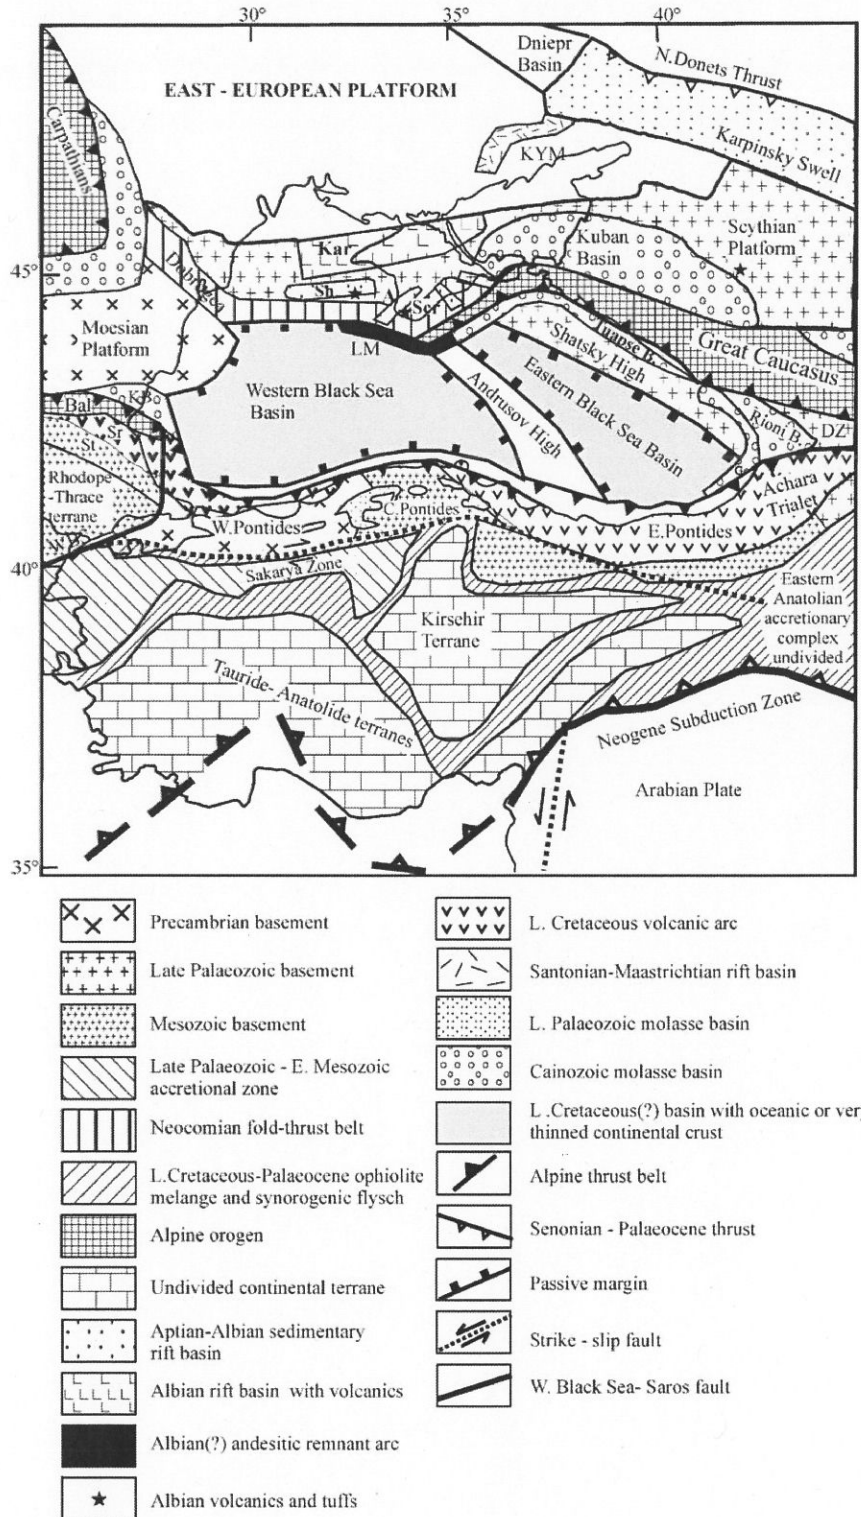 30°
35°
40°
Dniepr
Basin
N.Donets Thrust
EAST - EUROPEAN PLATFORM
Carpathians
KYM
Karpinsky Swell
Scythian
Platform
Kuban
Basin
Kar
45°
Dobrogea
Sh
A
Scr
Moesian
Platform
LM
Tuapse B.
Shatsky High
Great Caucasus
Western Black Sea
Basin
Eastern Black Sea Basin
Andrusov High
Bal.
KB
Rioni B.
DZ
Sr
St
Rhodope
-Thrace
terrane
Achara
Trialet
W.Pontides
C.Pontides
E.Pontides
40°
Sakarya Zone
Eastern
Anatolian
accretionary
complex
undivided
Kirsehir
Terrane
Tauride- Anatolide terranes
Neogene Subduction Zone
Arabian Plate
35°
Precambrian basement
Late Palaeozoic basement
Mesozoic basement
Late Palaeozoic - E. Mesozoic
accretional zone
Neocomian fold-thrust belt
L.Cretaceous-Palaeocene ophiolite
melange and synorogenic flysch
Alpine orogen
Undivided continental terrane
Aptian-Albian sedimentary
rift basin
Albian rift basin with volcanics
Albian(?) andesitic remnant arc
Albian volcanics and tuffs
L. Cretaceous volcanic arc
Santonian-Maastrichtian rift basin
L. Palaeozoic molasse basin
Cainozoic molasse basin
L .Cretaceous(?) basin with oceanic or ver
thinned continental crust
Alpine thrust belt
Senonian - Palaeocene thrust
Passive margin
Strike - slip fault
W. Black Sea- Saros fault